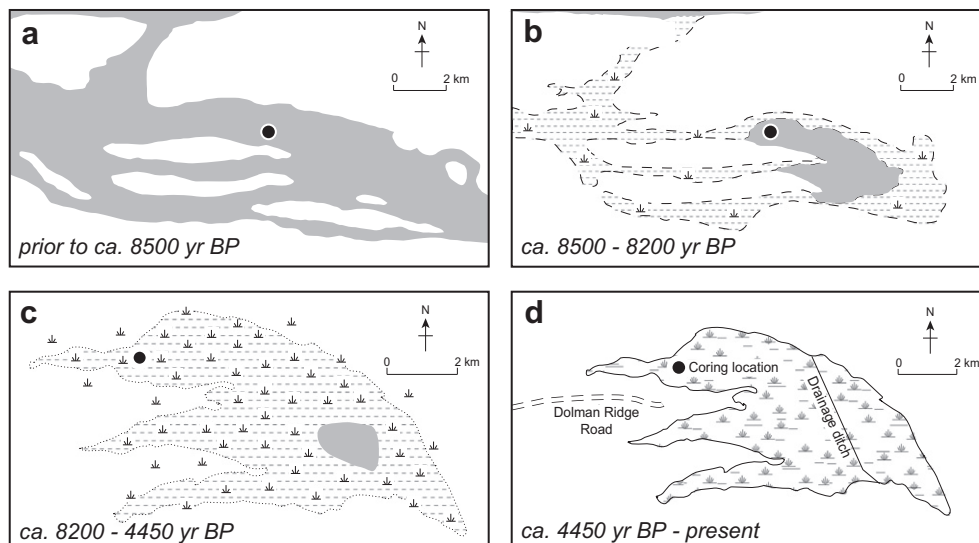 a
N
0 2 km
prior to ca. 8500 yr BP
b
N
0 2 km
ca. 8500 - 8200 yr BP
c
N
0 2 km
ca. 8200 - 4450 yr BP
d
N
0 2 km
Coring location
Dolman Ridge
Road
Drainage ditch
ca. 4450 yr BP - present